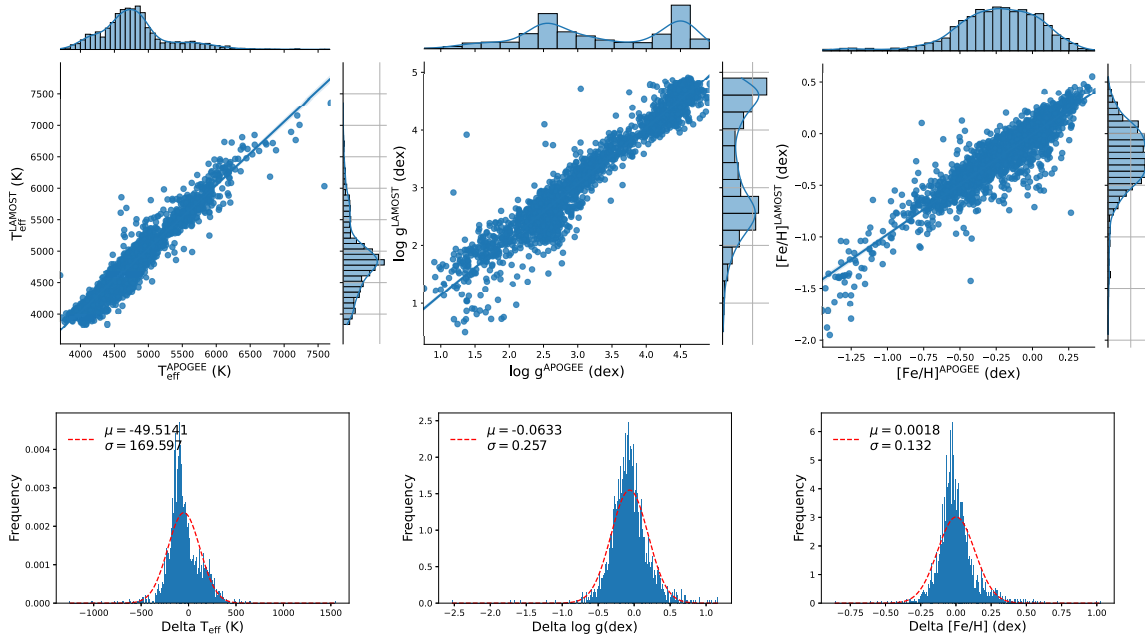 7500
7000
6500
6000
5500
5000
4500
4000
T_eff^LAMOST (K)
4000 4500 5000 5500 6000 6500 7000 7500
T_eff^APOGEE (K)
5
4
3
2
1
log g^LAMOST (dex)
1.0 1.5 2.0 2.5 3.0 3.5 4.0 4.5
log g^APOGEE (dex)
0.0
−0.5
−1.0
−1.5
−2.0
[Fe/H]^LAMOST (dex)
−1.25 −1.00 −0.75 −0.50 −0.25 0.00 0.25
[Fe/H]^APOGEE (dex)
μ = -49.5141
σ = 169.597
0.004
0.003
0.002
0.001
0.000
Frequency
−1000 −500 0 500 1000 1500
Delta T_eff (K)
μ = -0.0633
σ = 0.257
2.5
2.0
1.5
1.0
0.5
0.0
Frequency
−2.5 −2.0 −1.5 −1.0 −0.5 0.0 0.5 1.0
Delta log g(dex)
μ = 0.0018
σ = 0.132
6
5
4
3
2
1
0
Frequency
−0.75 −0.50 −0.25 0.00 0.25 0.50 0.75 1.00
Delta [Fe/H] (dex)